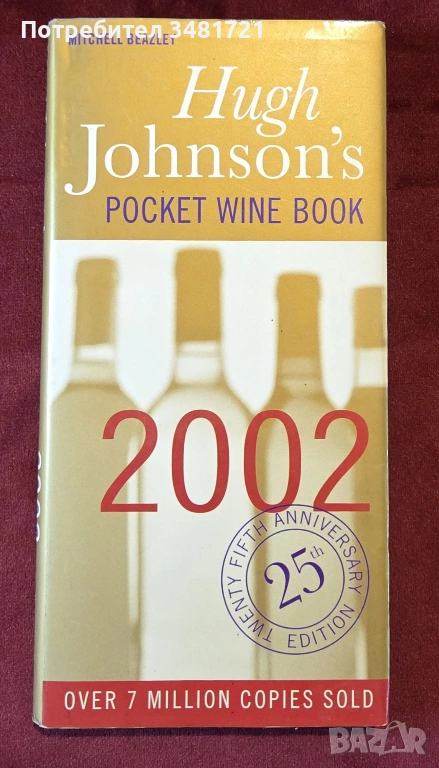 Потребител 3481721
MITCHELL BEAZLEY
Hugh
Johnson's
POCKET WINE BOOK
2002
TWENTY FIFTH ANNIVERSARY
25th
EDITION
OVER 7 MILLION COPIES SOLD
BAZAR